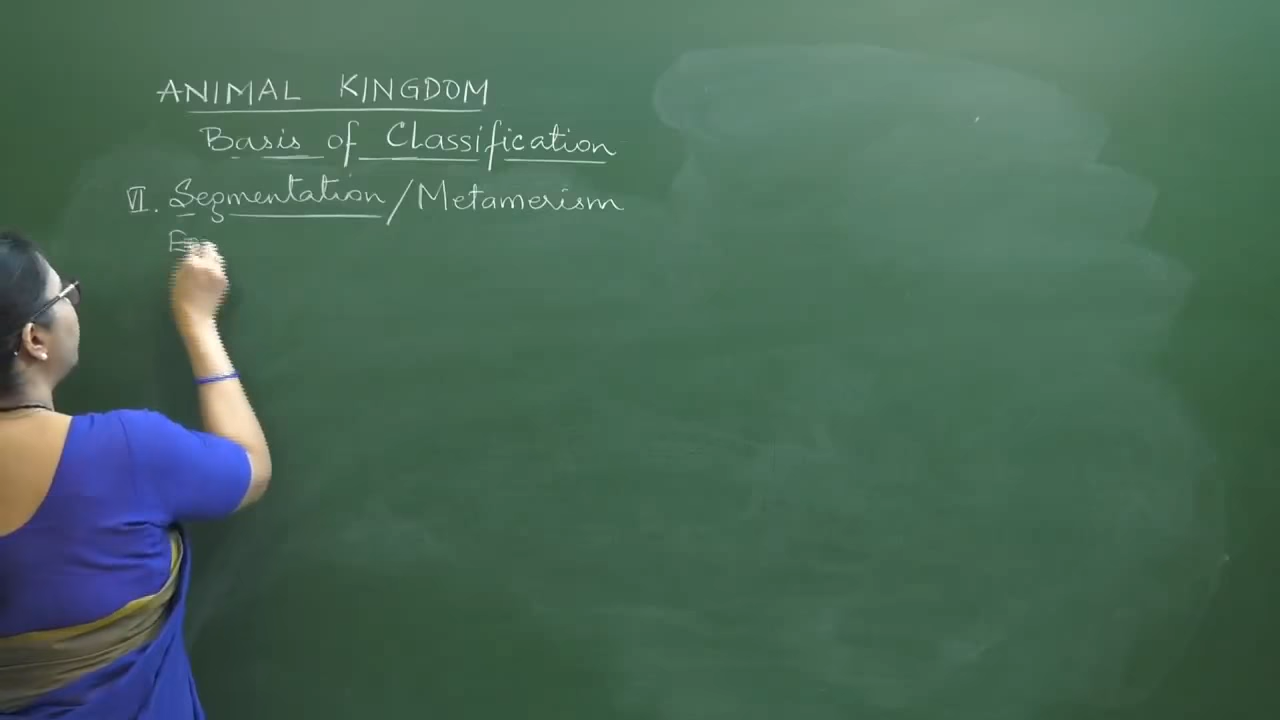 ANIMAL KINGDOM
Basis of Classification
VI. Segmentation / Metamerism